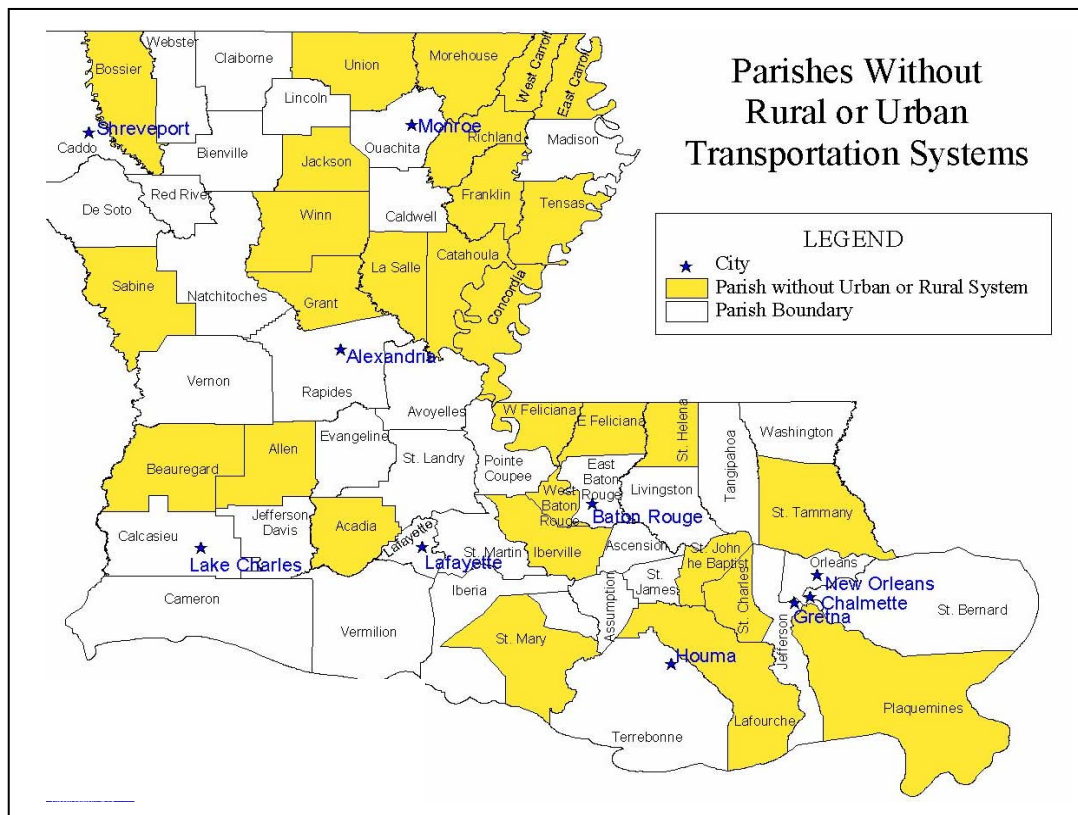 Parishes Without
Rural or Urban
Transportation Systems
LEGEND
City
Parish without Urban or Rural System
Parish Boundary
Webster
Claiborne
Bossier
Union
Morehouse
West Carroll
East Carroll
Lincoln
Shreveport
Monroe
Caddo
Ouachita
Richland
Madison
Bienville
Jackson
Red River
Franklin
De Soto
Winn
Caldwell
Tensas
La Salle
Catahoula
Sabine
Natchitoches
Grant
Concordia
Alexandria
Vernon
Rapides
Avoyelles
W Feliciana
E Feliciana
St. Helena
Tangipahoa
Washington
Evangeline
Allen
Beauregard
St. Landry
Pointe
Coupee
East
Baton
Rouge
West
Baton
Rouge
Livingston
Baton Rouge
St. Tammany
Jefferson
Davis
Acadia
Calcasieu
Lake Charles
Lafayette
Lafayette
St. Martin
Iberville
Ascension
St. John
he Baptist
Orleans
New Orleans
Chalmette
Gretna
St. Bernard
Cameron
Vermilion
Iberia
Assumption
St.
James
St. Charles
Jefferson
St. Mary
Houma
Lafourche
Plaquemines
Terrebonne